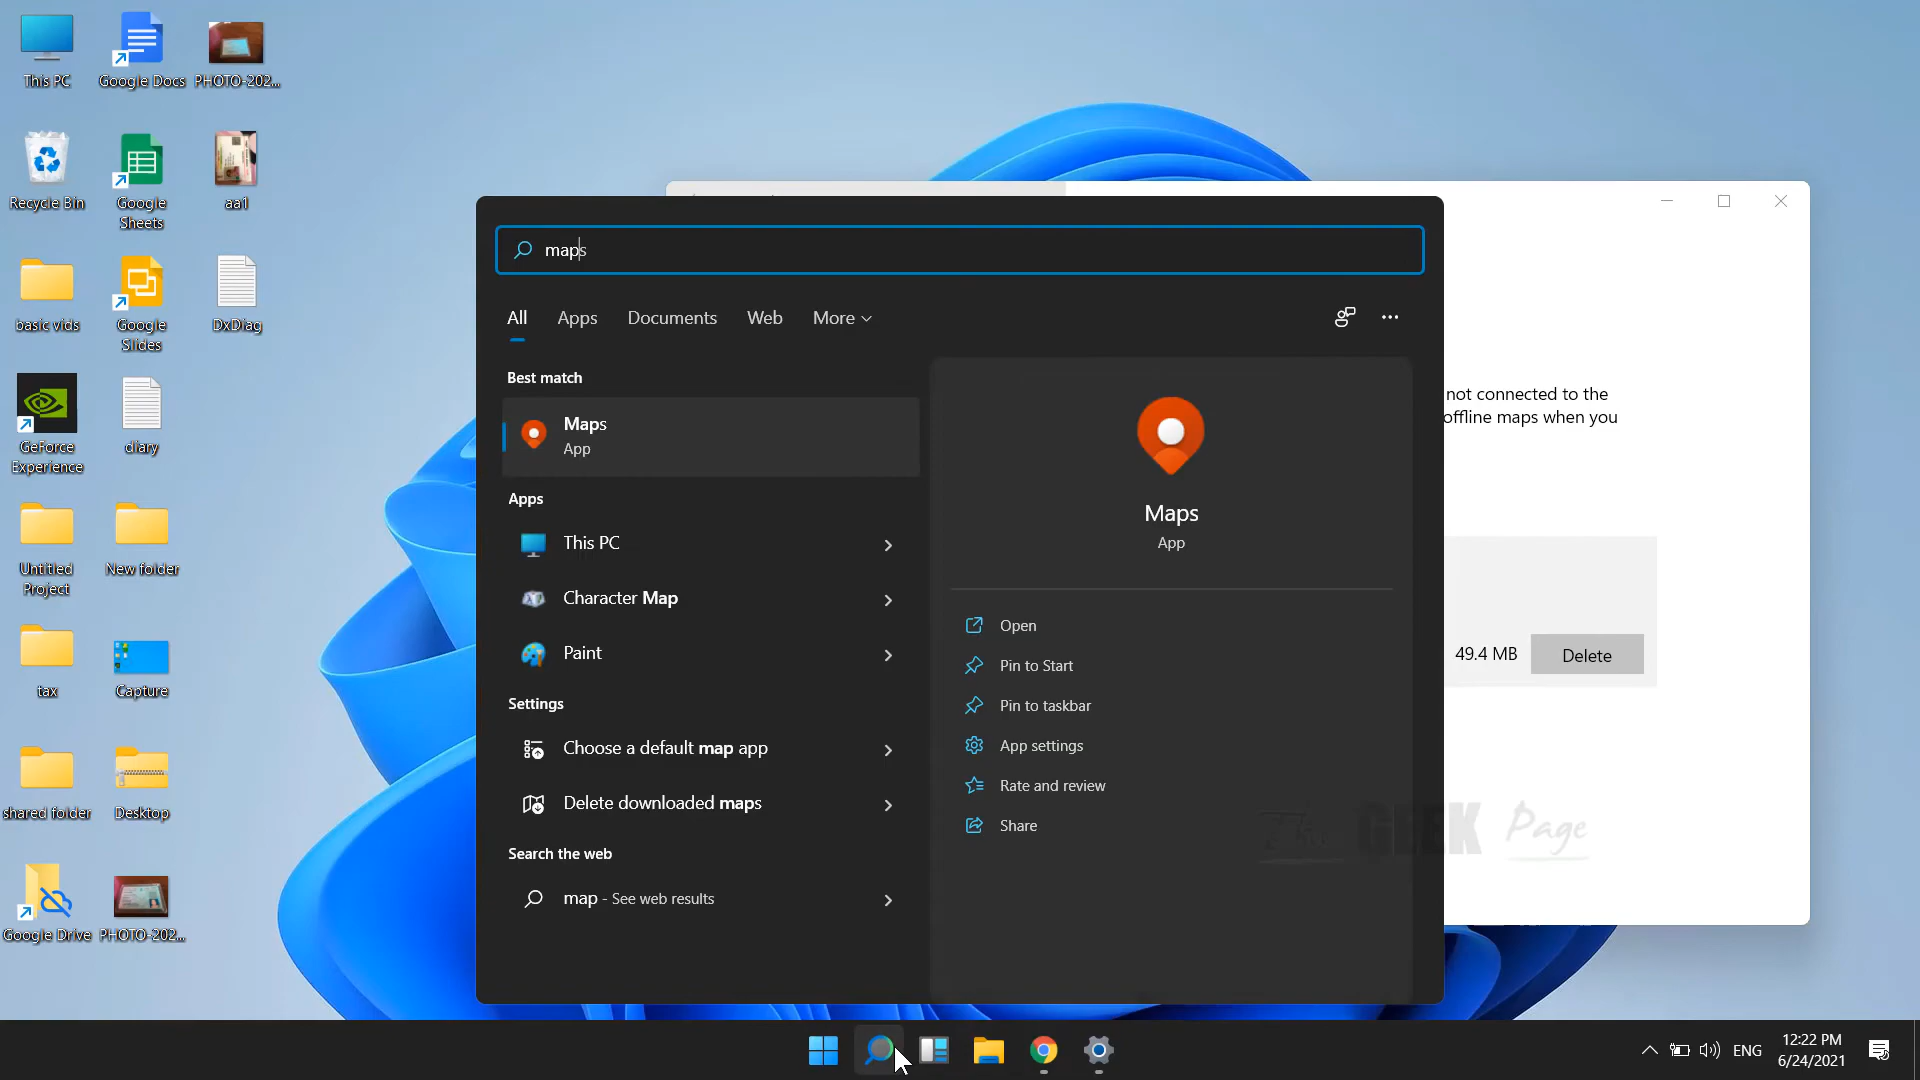 This PC
Google Docs
PHOTO-202...
Recycle Bin
Google
Sheets
aa1
basic vids
Google
Slides
DxDiag
GeForce
Experience
diary
Untitled
Project
New folder
tax
Capture
shared folder
Desktop
Google Drive
PHOTO-202...
maps
All
Apps
Documents
Web
More
Best match
Maps
App
Apps
This PC
Character Map
Paint
Settings
Choose a default map app
Delete downloaded maps
Search the web
map - See web results
Maps
App
Open
Pin to Start
Pin to taskbar
App settings
Rate and review
Share
not connected to the
offline maps when you
49.4 MB
Delete
The GEEK Page
ENG
12:22 PM
6/24/2021